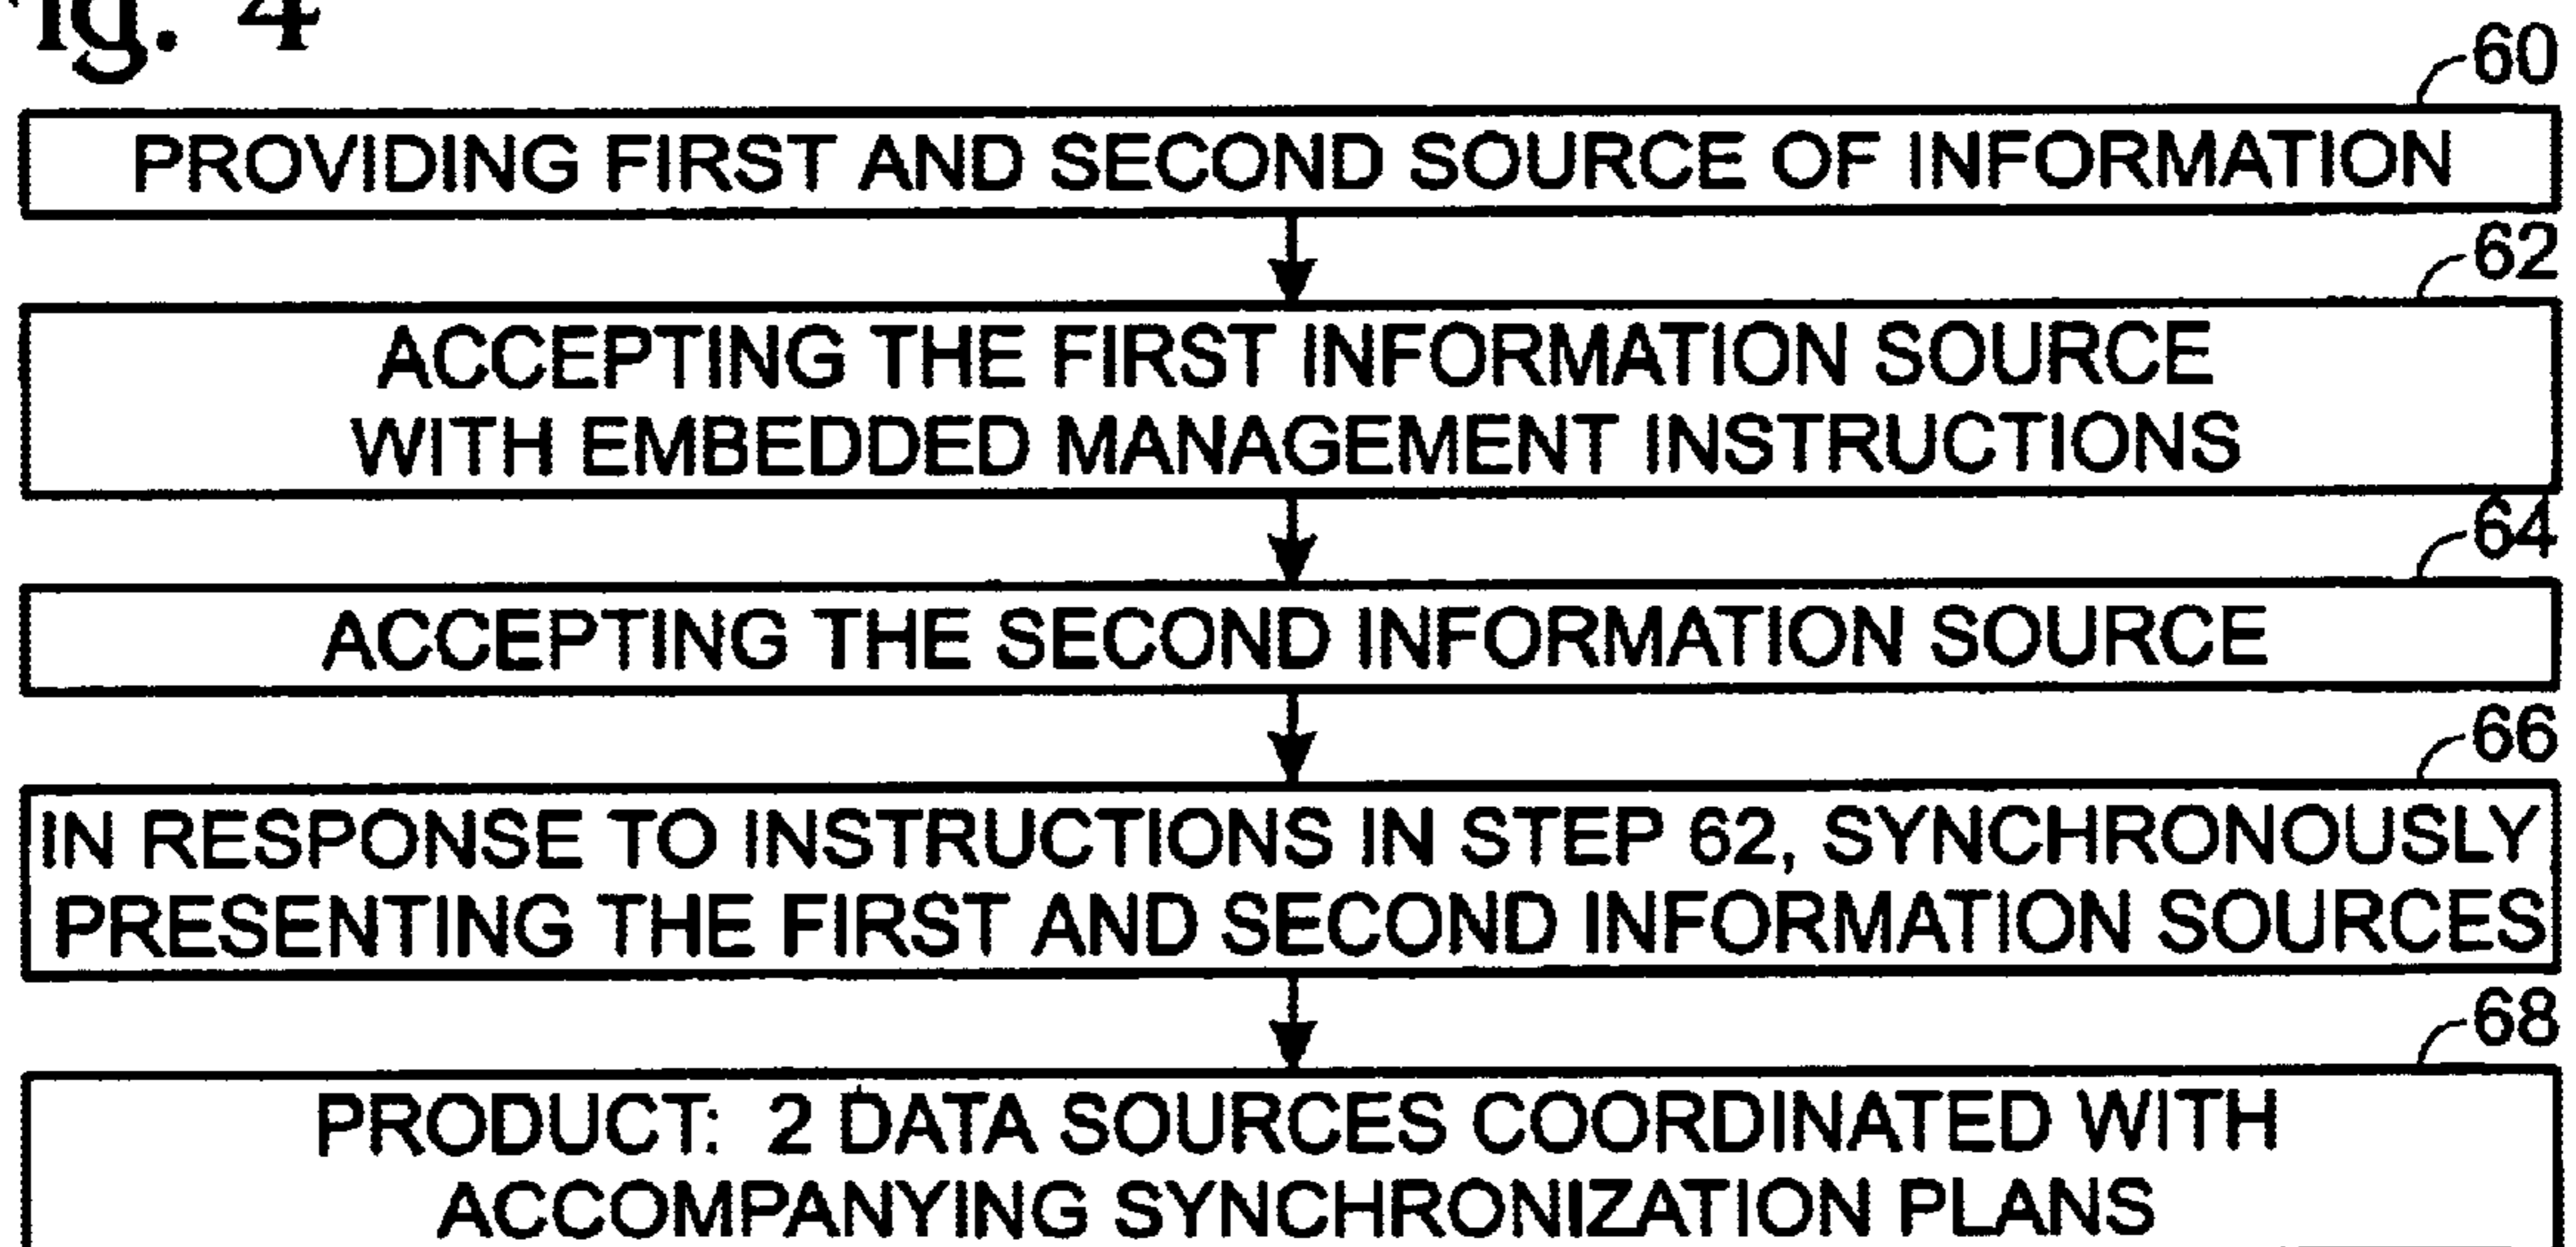 Fig. 4
60
PROVIDING FIRST AND SECOND SOURCE OF INFORMATION
62
ACCEPTING THE FIRST INFORMATION SOURCE
WITH EMBEDDED MANAGEMENT INSTRUCTIONS
64
ACCEPTING THE SECOND INFORMATION SOURCE
66
IN RESPONSE TO INSTRUCTIONS IN STEP 62, SYNCHRONOUSLY
PRESENTING THE FIRST AND SECOND INFORMATION SOURCES
68
PRODUCT: 2 DATA SOURCES COORDINATED WITH
ACCOMPANYING SYNCHRONIZATION PLANS